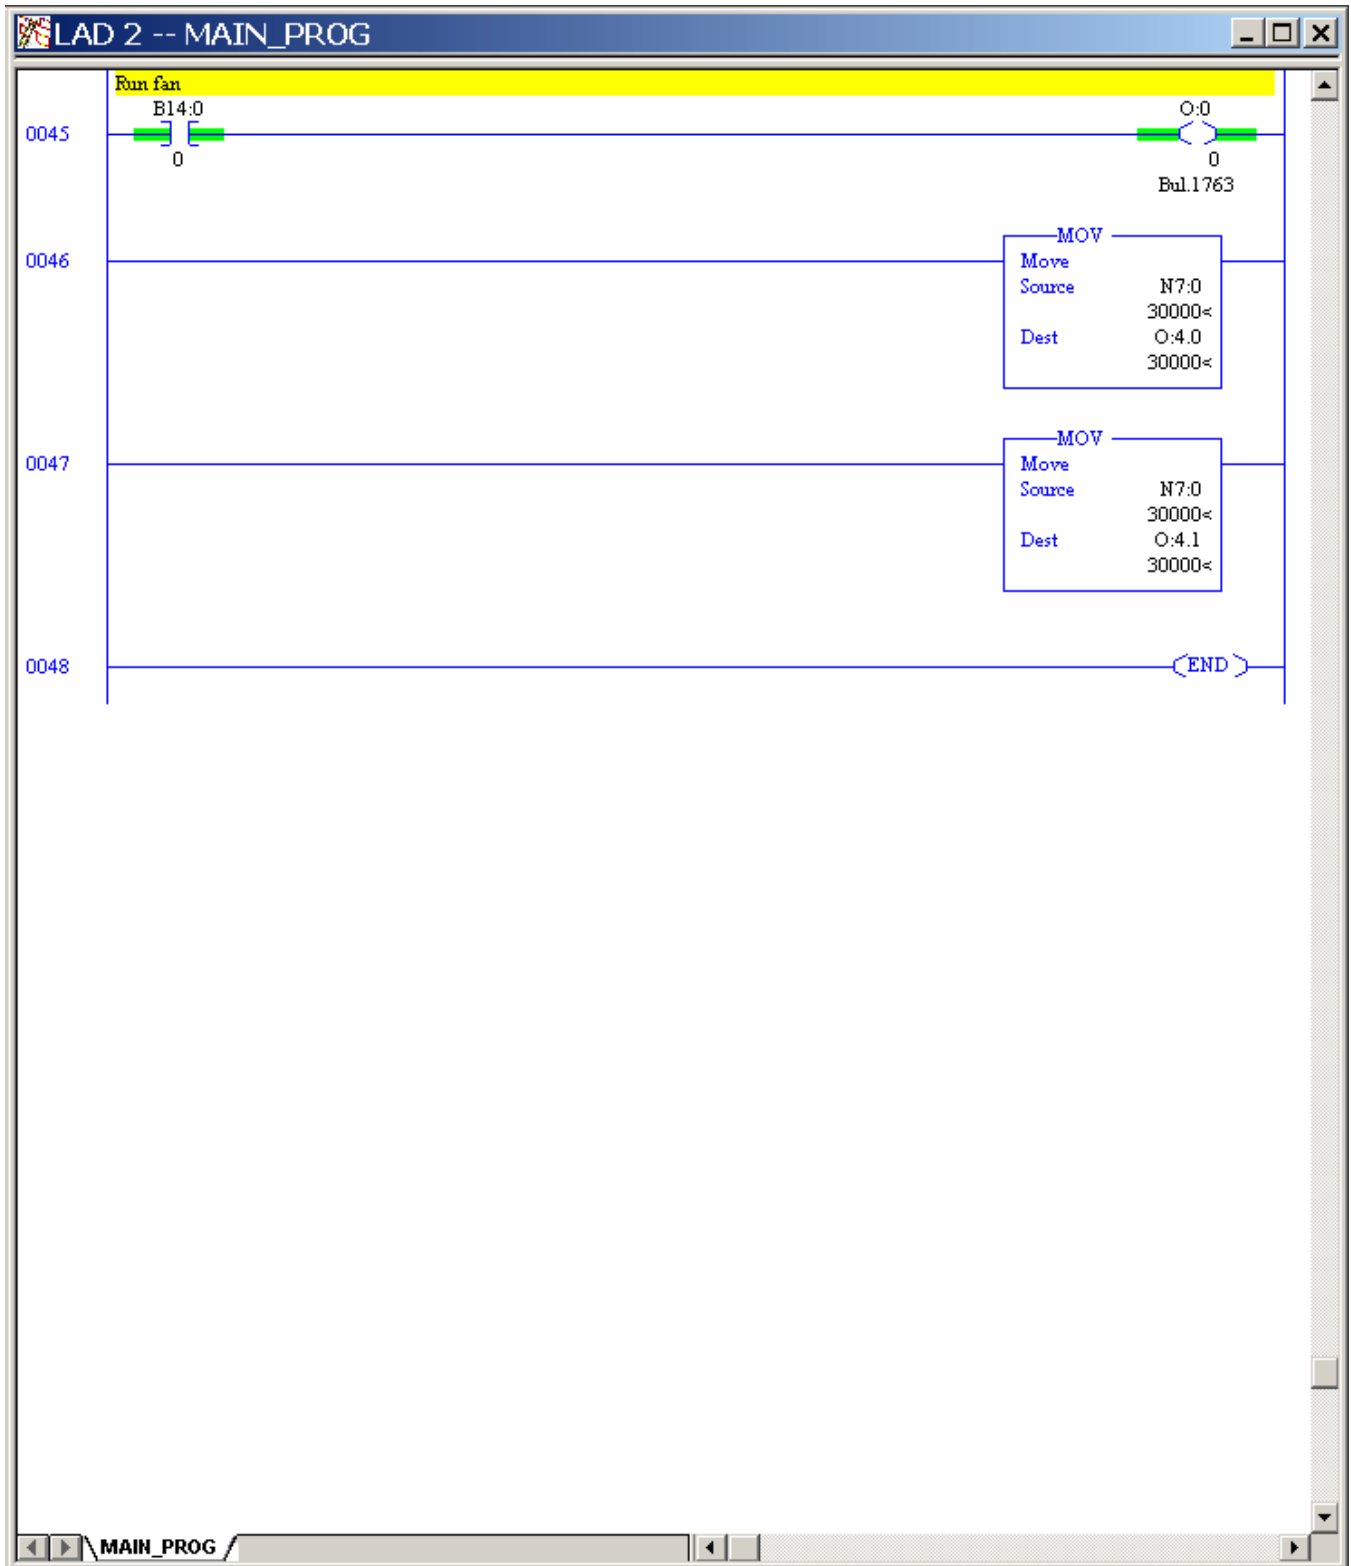 LAD 2 -- MAIN_PROG
Run fan
B14:0 O:0
0045
0 0
Bul.1763
MOV
0046 Move
Source N7:0
30000<
Dest O:4.0
30000<
MOV
0047 Move
Source N7:0
30000<
Dest O:4.1
30000<
0048 END
MAIN_PROG